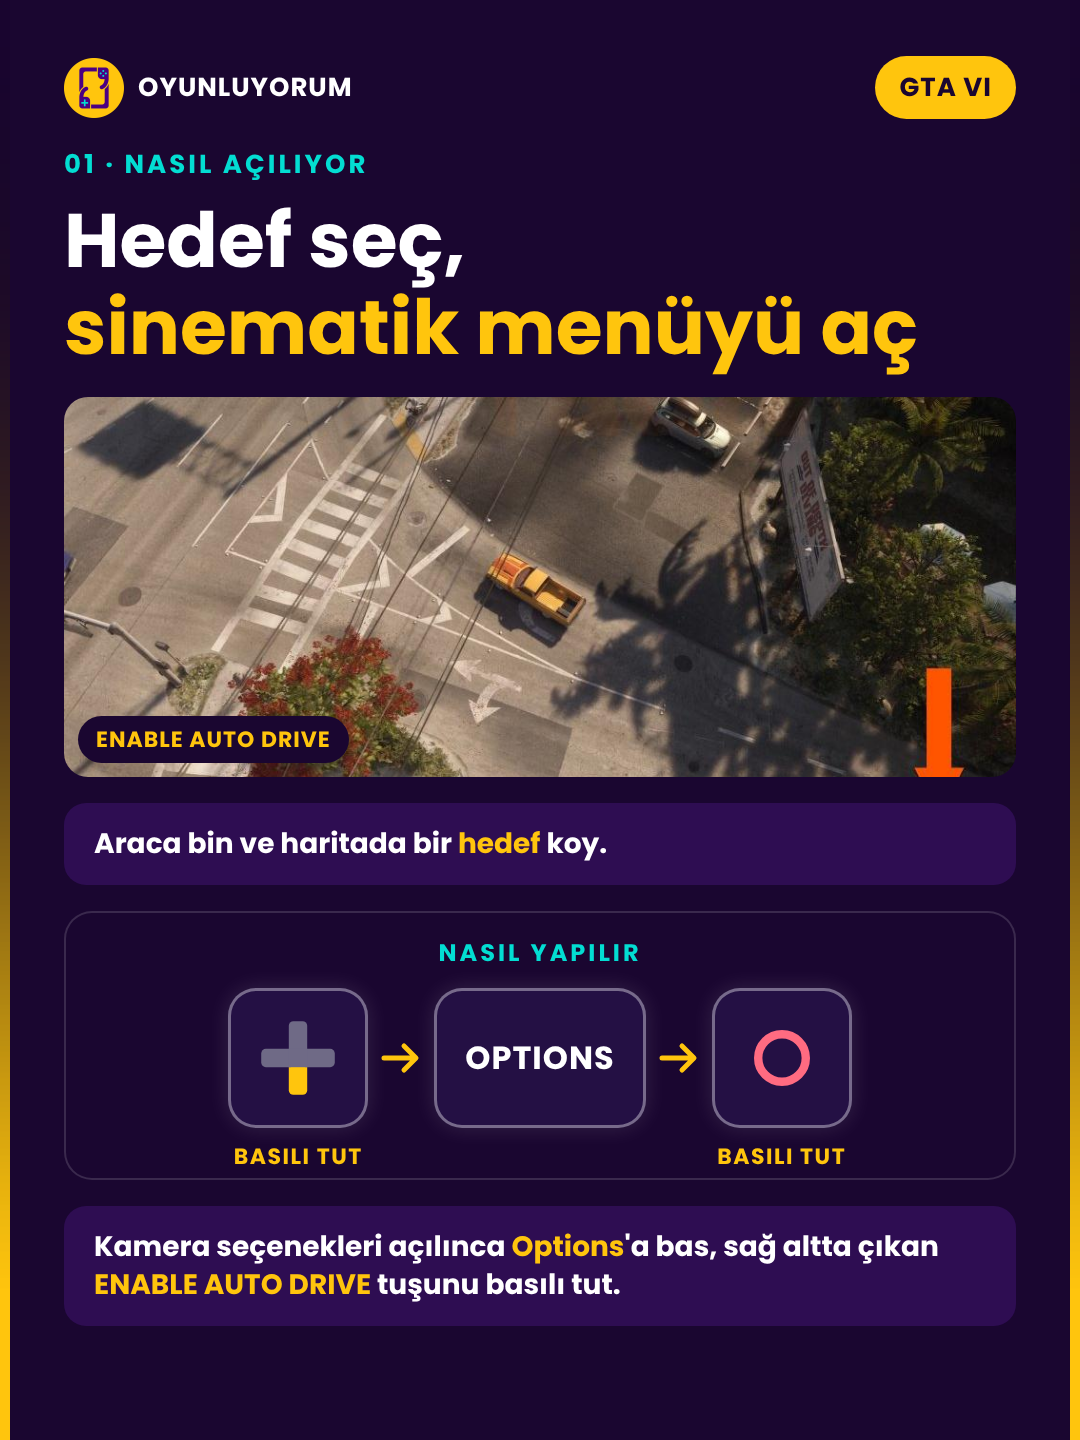 OYUNLUYORUM
GTA VI
01 · NASIL AÇILIYOR
Hedef seç,
sinematik menüyü aç
ENABLE AUTO DRIVE
Araca bin ve haritada bir hedef koy.
NASIL YAPILIR
OPTIONS
BASILI TUT
BASILI TUT
Kamera seçenekleri açılınca Options'a bas, sağ altta çıkan
ENABLE AUTO DRIVE tuşunu basılı tut.